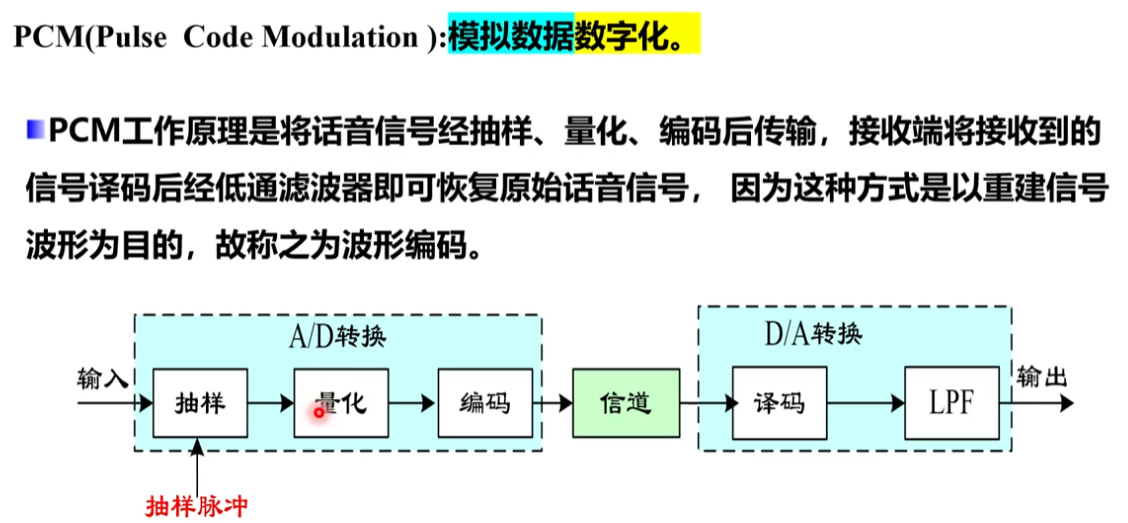 PCM(Pulse Code Modulation ):模拟数据数字化。
PCM工作原理是将话音信号经抽样、量化、编码后传输，接收端将接收到的
信号译码后经低通滤波器即可恢复原始话音信号， 因为这种方式是以重建信号
波形为目的，故称之为波形编码。
A/D转换
D/A转换
输入
抽样
量化
编码
信道
译码
LPF
输出
抽样脉冲